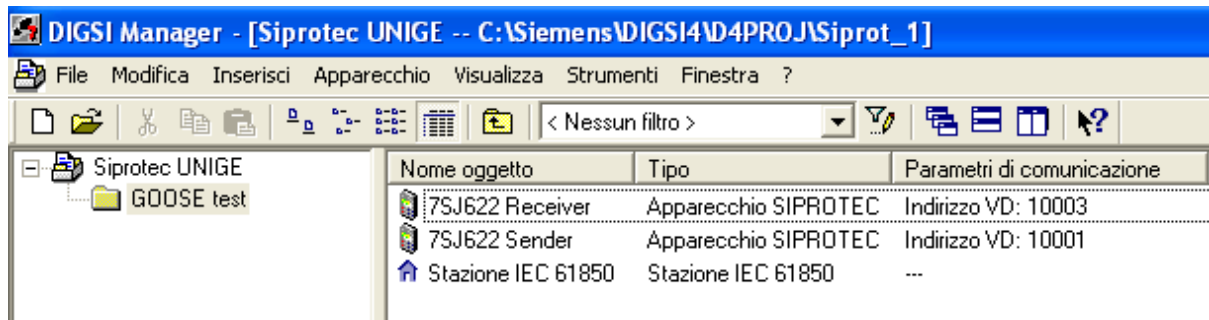 DIGSI Manager - [Siprotec UNIGE -- C:\Siemens\DIGSI4\D4PROJ\Siprot_1]
File Modifica Inserisci Apparecchio Visualizza Strumenti Finestra ?
< Nessun filtro >
Siprotec UNIGE
GOOSE test
Nome oggetto Tipo Parametri di comunicazione
7SJ622 Receiver Apparecchio SIPROTEC Indirizzo VD: 10003
7SJ622 Sender Apparecchio SIPROTEC Indirizzo VD: 10001
Stazione IEC 61850 Stazione IEC 61850 ---